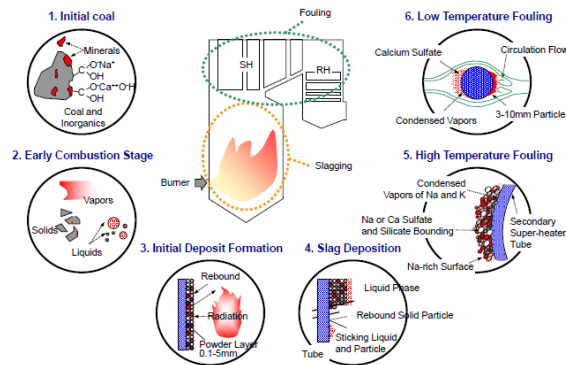 1. Initial coal
Minerals
C
O⁻Na⁺
OH
C
O⁻Ca⁺⁺O⁻H
OH
Coal and
Inorganics
2. Early Combustion Stage
Vapors
Solids
Liquids
Fouling
SH
RH
Slagging
Burner
3. Initial Deposit Formation
Rebound
Radiation
Powder Layer
0.1-5mm
4. Slag Deposition
Liquid Phase
Rebound Solid Particle
Sticking Liquid
and Particle
Tube
5. High Temperature Fouling
Condensed
Vapors of Na and K
Na or Ca Sulfate
and Silicate Bounding
Na-rich Surface
Secondary
Super-heater
Tube
6. Low Temperature Fouling
Calcium Sulfate
Circulation Flow
Condensed Vapors
3-10mm Particle